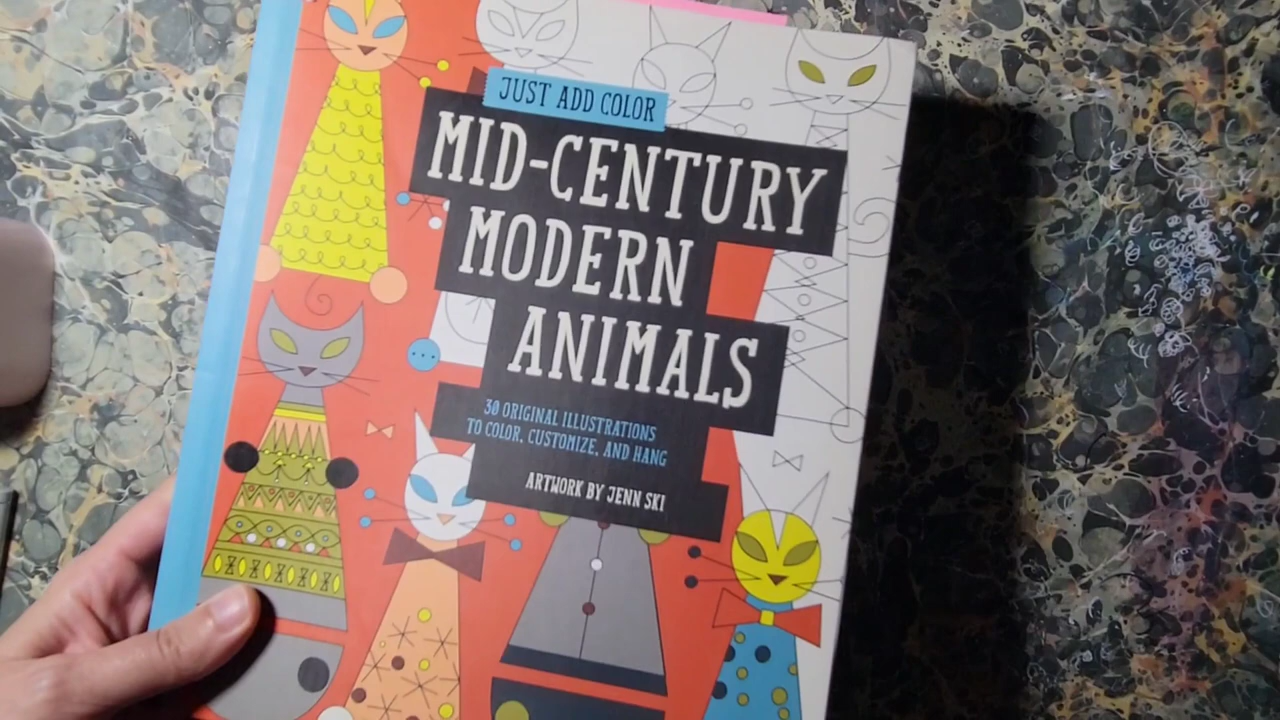 JUST ADD COLOR
MID-CENTURY
MODERN
ANIMALS
30 ORIGINAL ILLUSTRATIONS
TO COLOR, CUSTOMIZE, AND HANG
ARTWORK BY JENN SKI